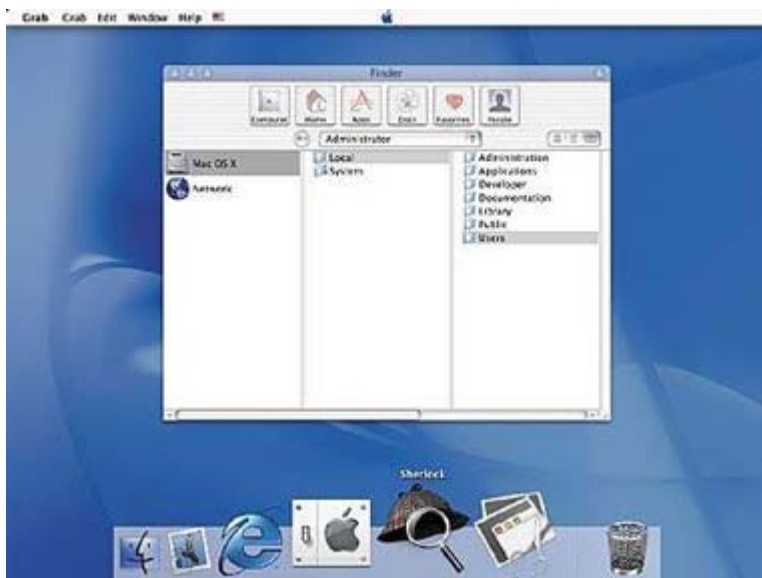 Grab Grab Edit Window Help
Finder
Computer Home Apps Docs Favorites People
Administrator
Mac OS X
Network
Local
System
Administration
Applications
Developer
Documentation
Library
Public
Users
Sherlock